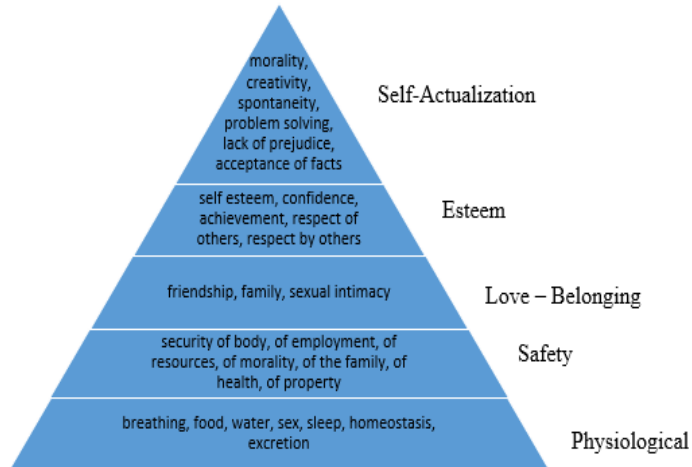 morality,
creativity,
spontaneity,
problem solving,
lack of prejudice,
acceptance of facts
Self-Actualization
self esteem, confidence,
achievement, respect of
others, respect by others
Esteem
friendship, family, sexual intimacy
Love – Belonging
security of body, of employment, of
resources, of morality, of the family, of
health, of property
Safety
breathing, food, water, sex, sleep, homeostasis,
excretion
Physiological